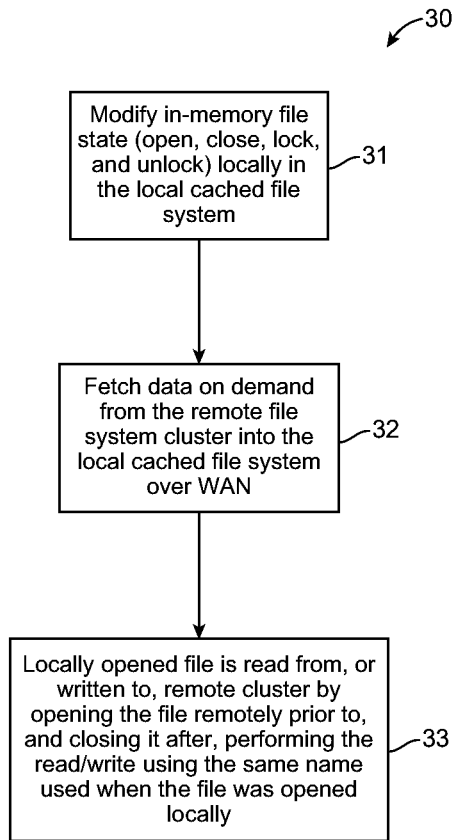 30
Modify in-memory file
state (open, close, lock,
and unlock) locally in
the local cached file
system
31
Fetch data on demand
from the remote file
system cluster into the
local cached file system
over WAN
32
Locally opened file is read from, or
written to, remote cluster by
opening the file remotely prior to,
and closing it after, performing the
read/write using the same name
used when the file was opened
locally
33